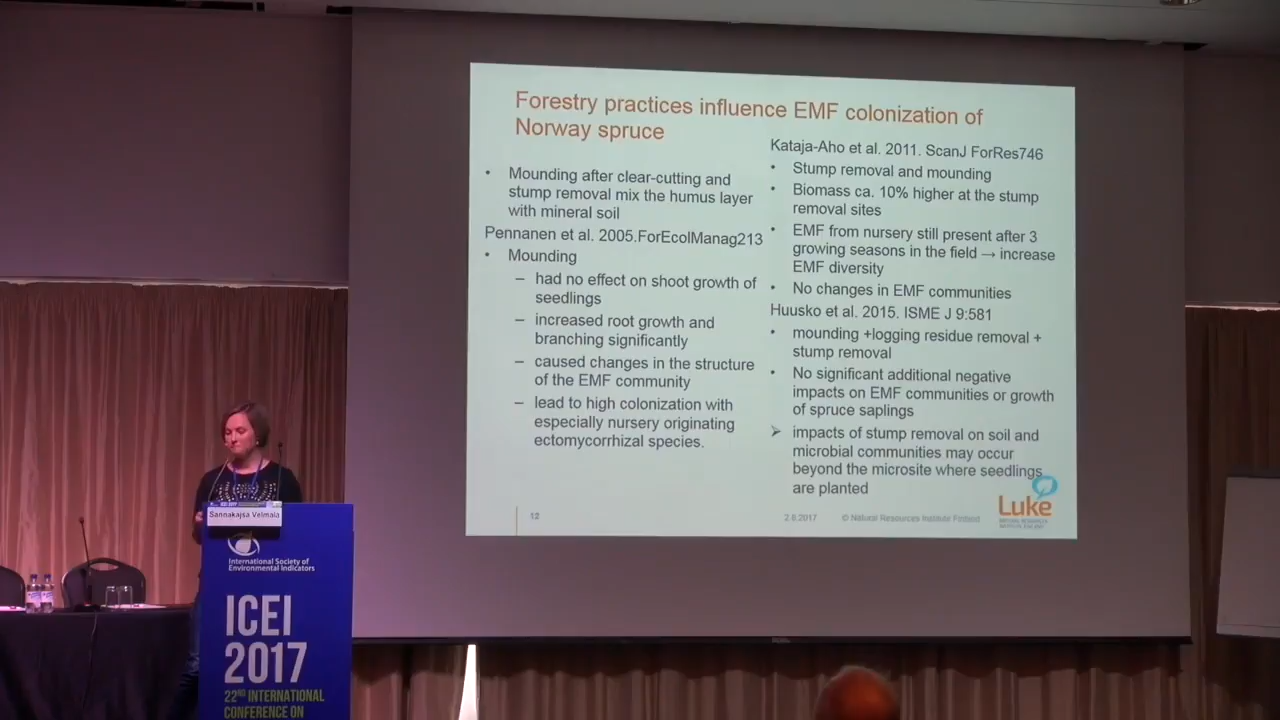 Forestry practices influence EMF colonization of
Norway spruce
• Mounding after clear-cutting and
stump removal mix the humus layer
with mineral soil
Pennanen et al. 2005.ForEcolManag213
• Mounding
– had no effect on shoot growth of
seedlings
– increased root growth and
branching significantly
– caused changes in the structure
of the EMF community
– lead to high colonization with
especially nursery originating
ectomycorrhizal species.
Kataja-Aho et al. 2011. ScanJ ForRes746
• Stump removal and mounding
• Biomass ca. 10% higher at the stump
removal sites
• EMF from nursery still present after 3
growing seasons in the field → increase
EMF diversity
• No changes in EMF communities
Huusko et al. 2015. ISME J 9:581
• mounding +logging residue removal +
stump removal
• No significant additional negative
impacts on EMF communities or growth
of spruce saplings
➢ impacts of stump removal on soil and
microbial communities may occur
beyond the microsite where seedlings
are planted
12
2.6.2017
© Natural Resources Institute Finland
Luke
NATURAL RESOURCES
INSTITUTE FINLAND
Sannakajsa Velmala
International Society of
Environmental Indicators
ICEI
2017
22ND INTERNATIONAL
CONFERENCE ON